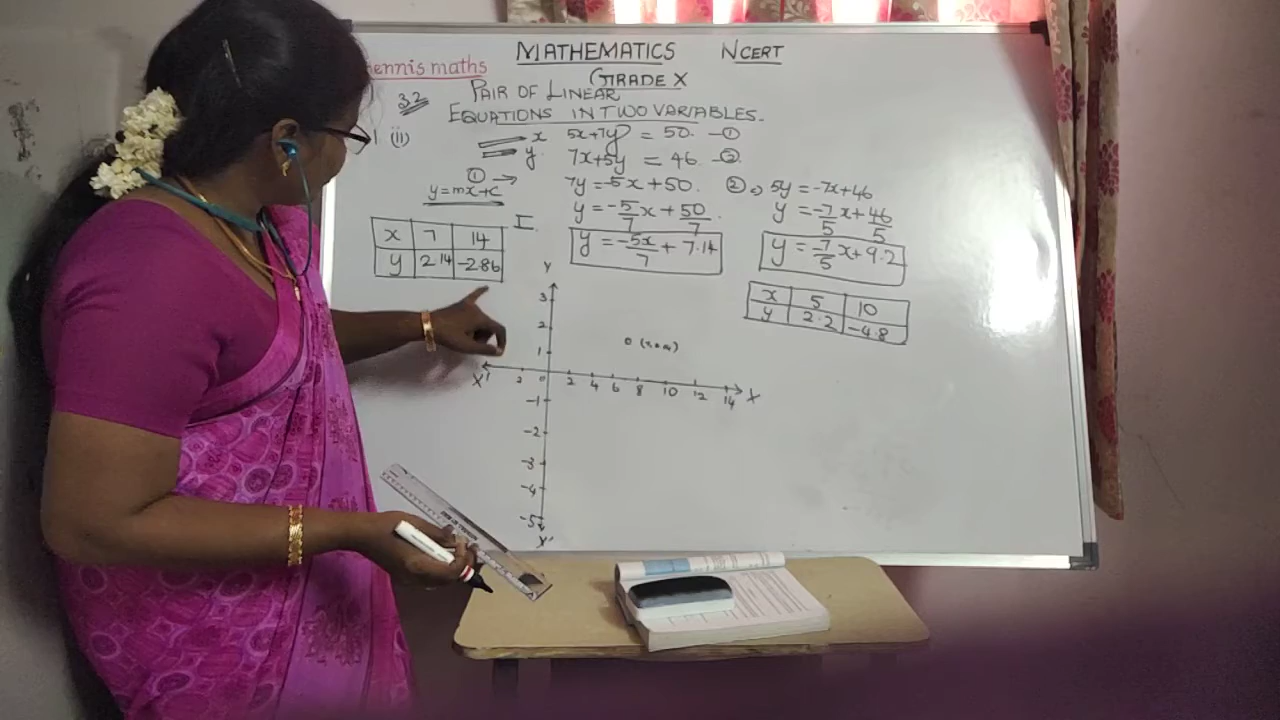 MATHEMATICS NCERT
GRADE X
ennis maths
3.2 PAIR OF LINEAR
EQUATIONS IN TWO VARIABLES.
1 (ii)
x 5x+7y = 50. -①
y 7x+5y = 46 -②
① → 7y = -5x+50. ② ⇒ 5y = -7x+46
y=mx+c
y = -5/7 x + 50/7. y = -7/5 x + 46/5
y = -5x/7 + 7.14 y = -7/5 x + 9.2
I.
x 7 14
y 2.14 -2.86
x 5 10
y 2.2 -4.8
Y
3
2
1
X' 2 0 2 4 6 8 10 12 14 X
-1
-2
-3
-4
-5